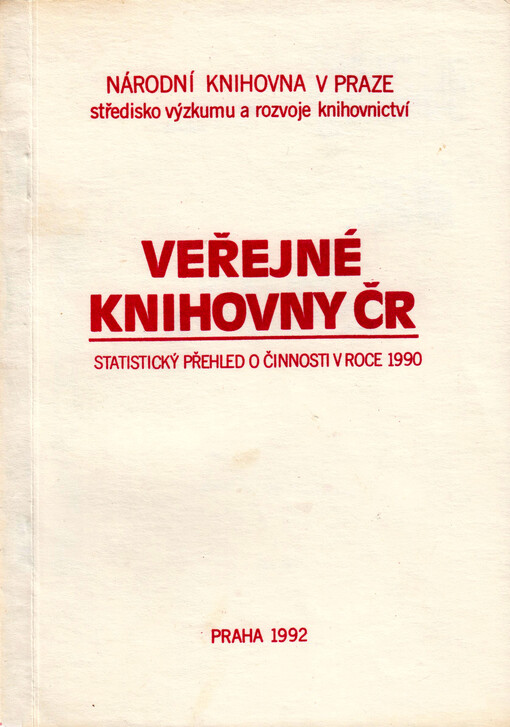 NÁRODNÍ KNIHOVNA V PRAZE
středisko výzkumu a rozvoje knihovnictví
VEŘEJNÉ
KNIHOVNY ČR
STATISTICKÝ PŘEHLED O ČINNOSTI V ROCE 1990
PRAHA 1992